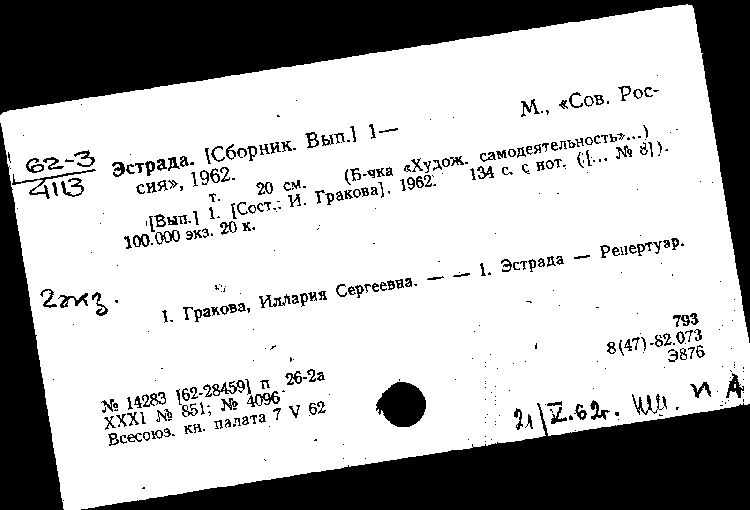 62-3
4113
Эстрада. [Сборник. Вып.] 1— М., «Сов. Рос-
сия», 1962.
т. 20 см. (Б-чка «Худож. самодеятельность»...)
[Вып.] 1. [Сост.: И. Гракова]. 1962. 134 с. с нот. ([... № 8]).
100.000 экз. 20 к.
2 экз.
I. Гракова, Иллария Сергеевна. — — 1. Эстрада — Репертуар.
793
8(47)-82.073
Э876
№ 14283 [62-28459] п 26-2а
XXX1 № 851; № 4096
Всесоюз. кн. палата 7 V 62
21/V.62г. и А